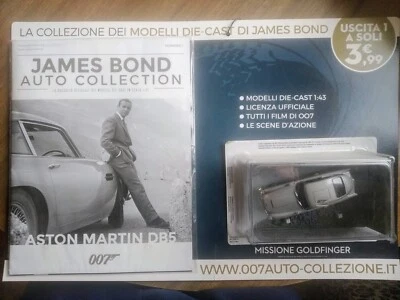 LA COLLEZIONE DEI MODELLI DIE-CAST DI JAMES BOND
USCITA 1
A SOLI
3€,99
JAMES BOND
AUTO COLLECTION
• MODELLI DIE-CAST 1:43
• LICENZA UFFICIALE
• TUTTI I FILM DI 007
• LE SCENE D'AZIONE
ASTON MARTIN DB5
007
MISSIONE GOLDFINGER
WWW.007AUTO-COLLEZIONE.IT